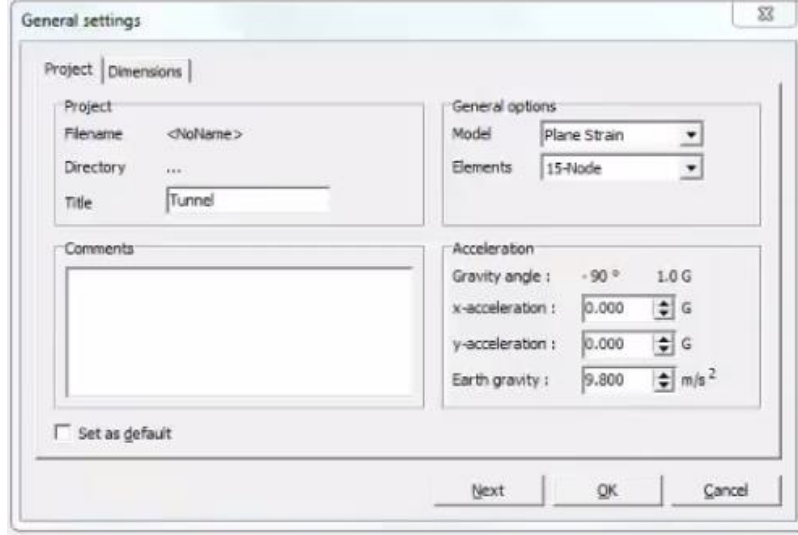 General settings
Project
Dimensions
Project
Filename <NoName>
Directory ...
Title Tunnel
General options
Model Plane Strain
Elements 15-Node
Comments
Acceleration
Gravity angle : - 90 ° 1.0 G
x-acceleration : 0.000 G
y-acceleration : 0.000 G
Earth gravity : 9.800 m/s 2
Set as default
Next OK Cancel